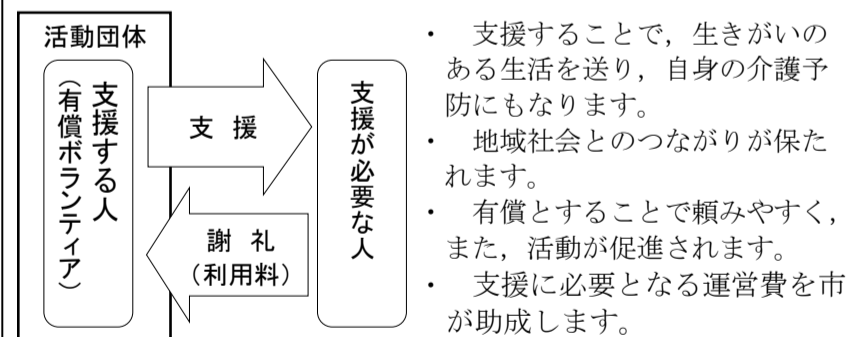 活動団体
支援する人
（有償ボランティア）
支 援
謝 礼
（利用料）
支援が必要な人
・ 支援することで，生きがいの
ある生活を送り，自身の介護予
防にもなります。
・ 地域社会とのつながりが保た
れます。
・ 有償とすることで頼みやすく，
また，活動が促進されます。
・ 支援に必要となる運営費を市
が助成します。